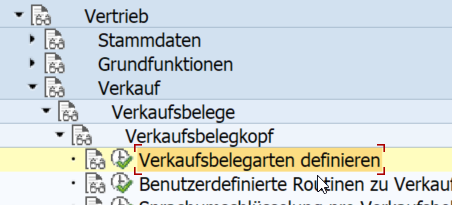 Vertrieb
Stammdaten
Grundfunktionen
Verkauf
Verkaufsbelege
Verkaufsbelegkopf
Verkaufsbelegarten definieren
Benutzerdefinierte Routinen zu Verkauf